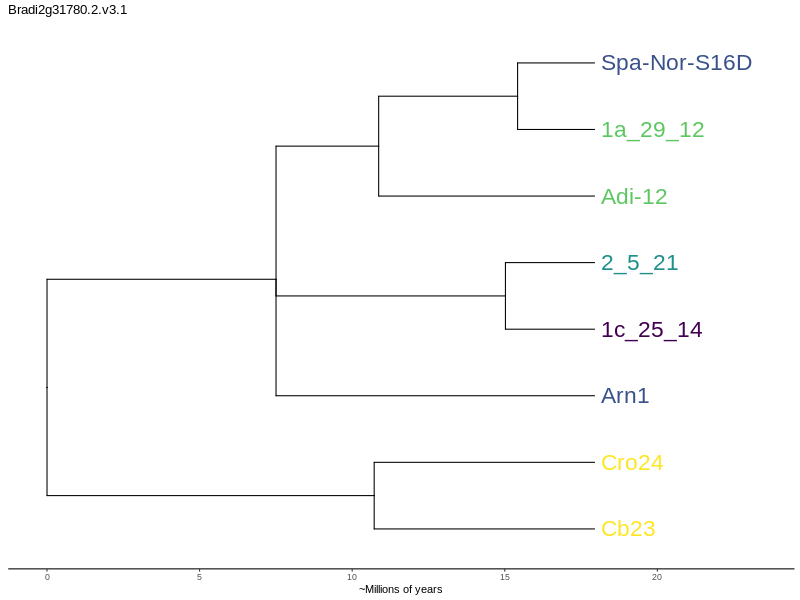 Bradi2g31780.2.v3.1
Spa-Nor-S16D
1a_29_12
Adi-12
2_5_21
1c_25_14
Arn1
Cro24
Cb23
0 5 10 15 20
~Millions of years